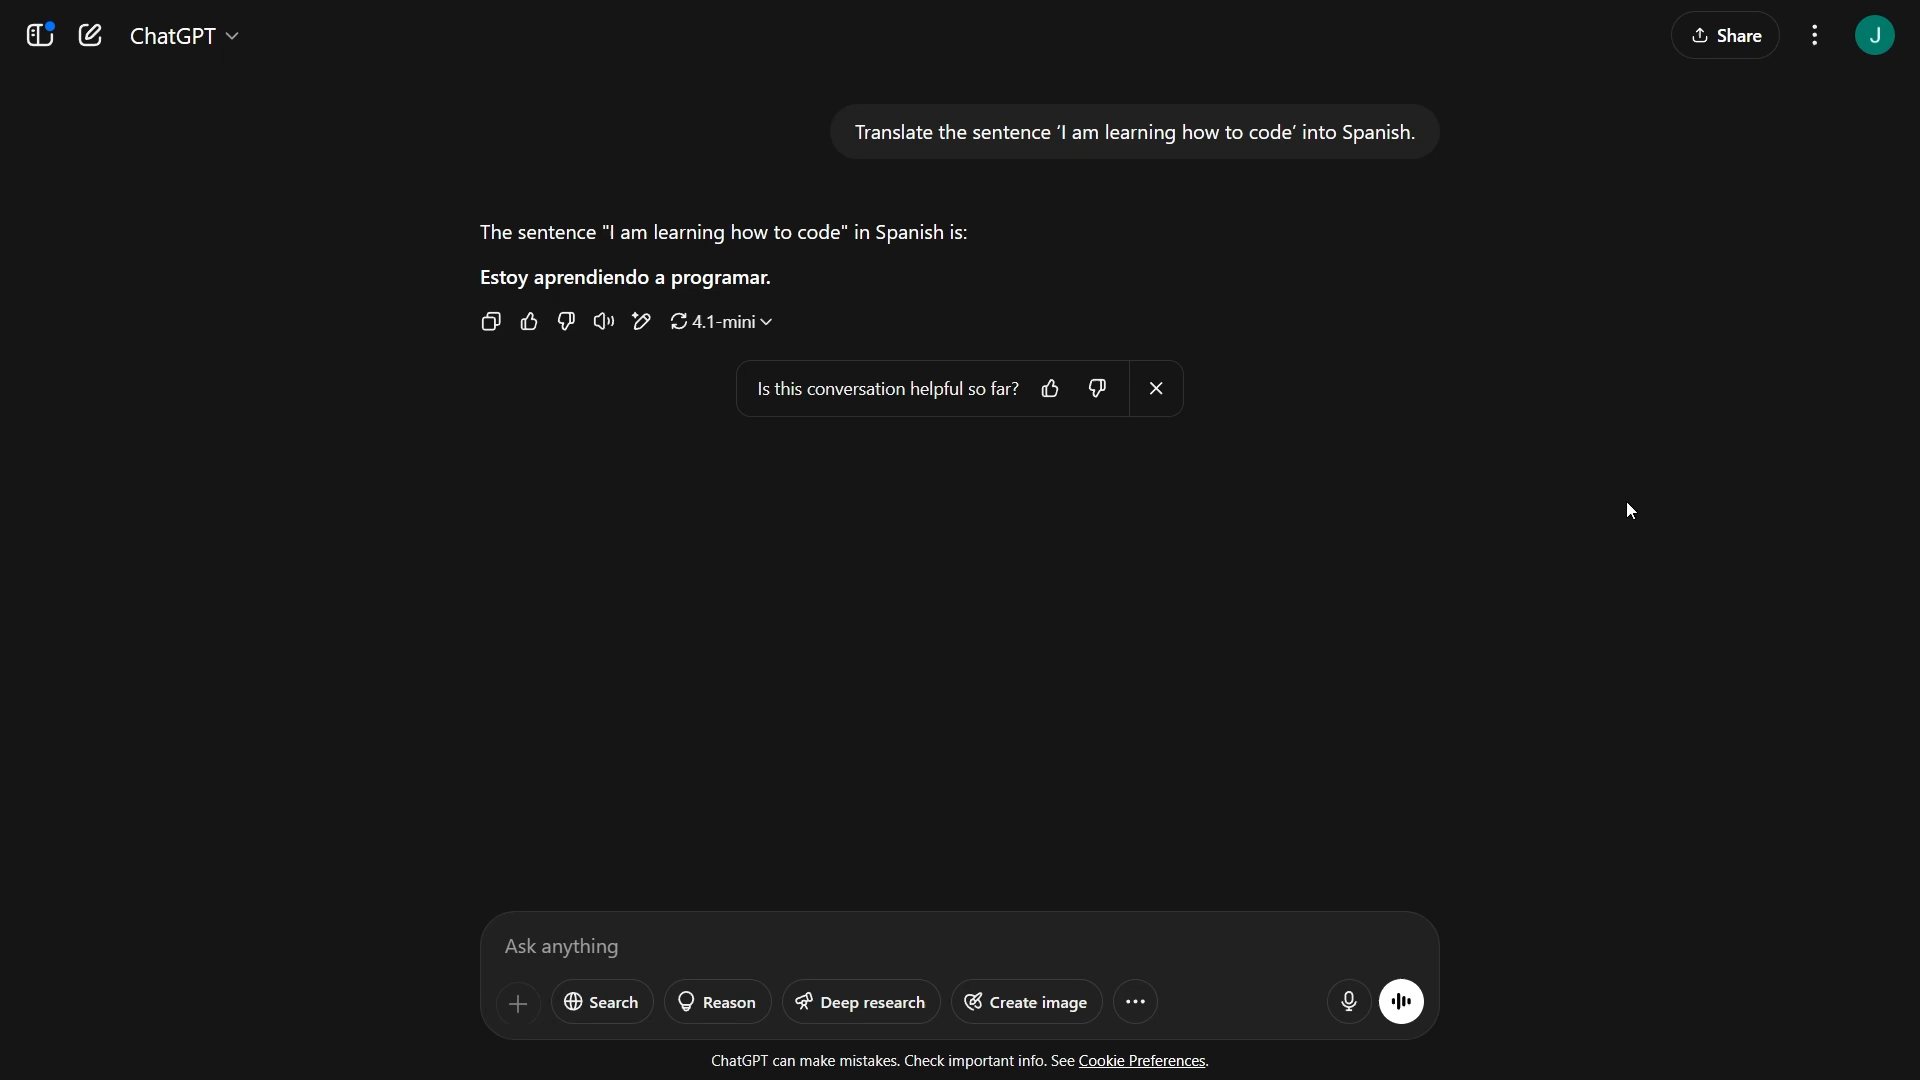 ChatGPT
Share
J
Translate the sentence ‘I am learning how to code’ into Spanish.
The sentence "I am learning how to code" in Spanish is:
Estoy aprendiendo a programar.
4.1-mini
Is this conversation helpful so far?
Ask anything
Search
Reason
Deep research
Create image
ChatGPT can make mistakes. Check important info. See Cookie Preferences.